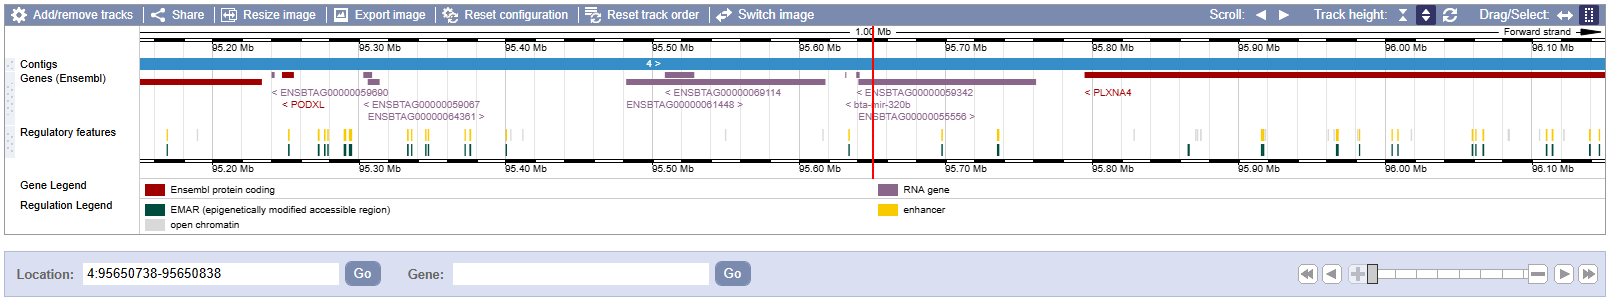 Add/remove tracks Share Resize image Export image Reset configuration Reset track order Switch image Scroll: Track height: Drag/Select:
1.00 Mb Forward strand
95.20 Mb 95.30 Mb 95.40 Mb 95.50 Mb 95.60 Mb 95.70 Mb 95.80 Mb 95.90 Mb 96.00 Mb 96.10 Mb
Contigs 4 >
Genes (Ensembl)
< ENSBTAG00000059690 < ENSBTAG00000069114 < ENSBTAG00000059342 < PLXNA4
< PODXL < ENSBTAG00000059067 ENSBTAG00000061448 > < bta-mir-320b
ENSBTAG00000064361 > ENSBTAG00000055556 >
Regulatory features
95.20 Mb 95.30 Mb 95.40 Mb 95.50 Mb 95.60 Mb 95.70 Mb 95.80 Mb 95.90 Mb 96.00 Mb 96.10 Mb
Gene Legend Ensembl protein coding RNA gene
Regulation Legend EMAR (epigenetically modified accessible region) enhancer
open chromatin
Location: 4:95650738-95650838 Go Gene: Go